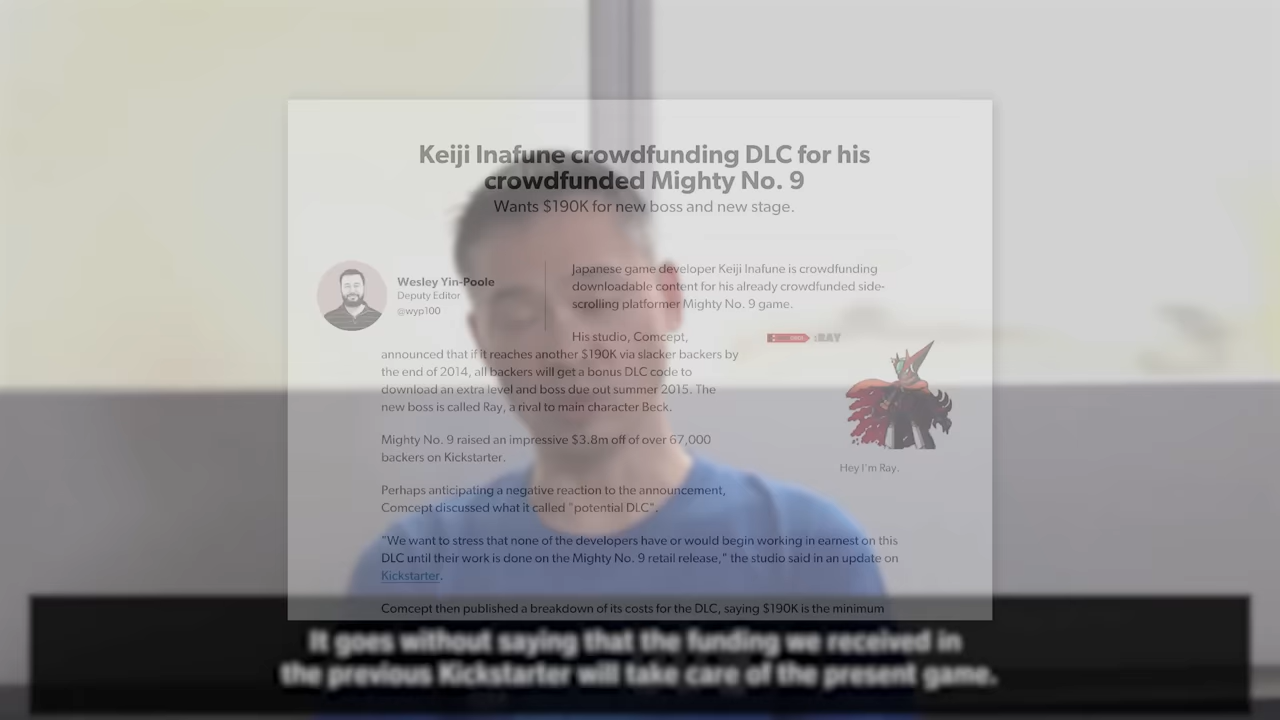 Keiji Inafune crowdfunding DLC for his
crowdfunded Mighty No. 9
Wants $190K for new boss and new stage.
Wesley Yin-Poole
Deputy Editor
@wyp100
Japanese game developer Keiji Inafune is crowdfunding
downloadable content for his already crowdfunded side-
scrolling platformer Mighty No. 9 game.
His studio, Comcept,
announced that if it reaches another $190K via slacker backers by
the end of 2014, all backers will get a bonus DLC code to
download an extra level and boss due out summer 2015. The
new boss is called Ray, a rival to main character Beck.
:RAY
Hey I'm Ray.
Mighty No. 9 raised an impressive $3.8m off of over 67,000
backers on Kickstarter.
Perhaps anticipating a negative reaction to the announcement,
Comcept discussed what it called "potential DLC".
"We want to stress that none of the developers have or would begin working in earnest on this
DLC until their work is done on the Mighty No. 9 retail release," the studio said in an update on
Kickstarter.
Comcept then published a breakdown of its costs for the DLC, saying $190K is the minimum
It goes without saying that the funding we received in
the previous Kickstarter will take care of the present game.